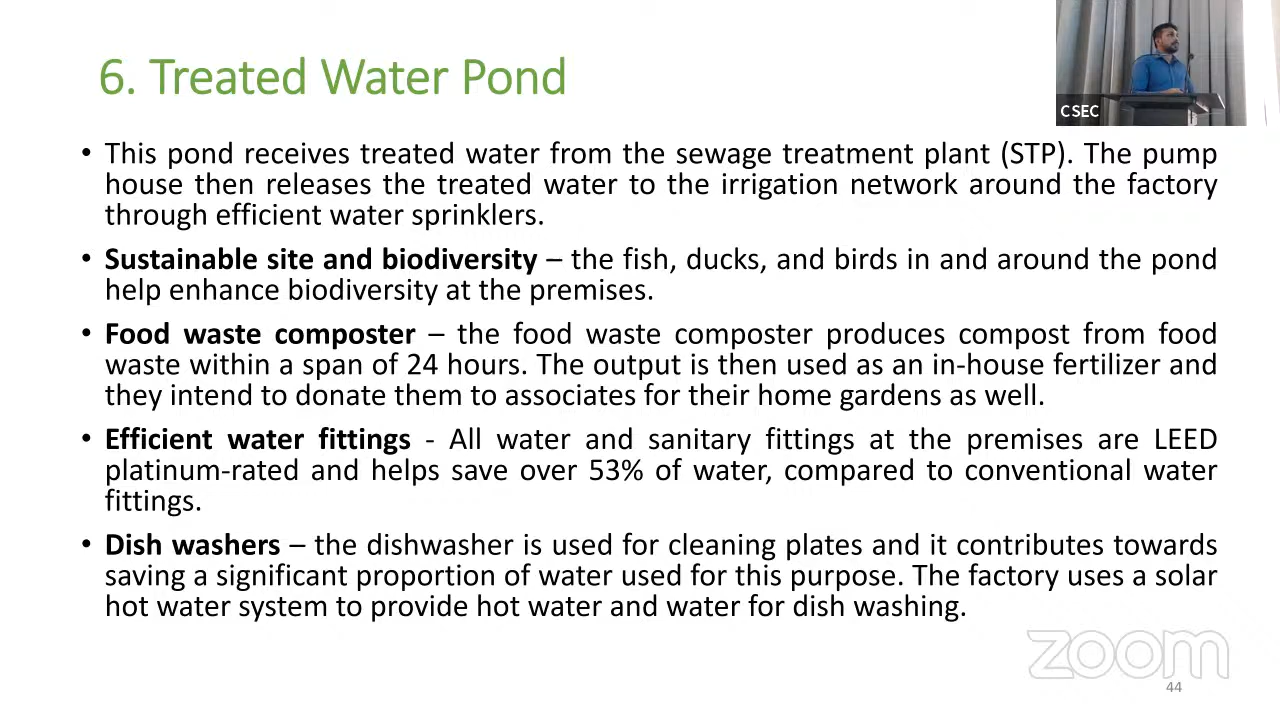 6. Treated Water Pond
CSEC
• This pond receives treated water from the sewage treatment plant (STP). The pump
house then releases the treated water to the irrigation network around the factory
through efficient water sprinklers.
• Sustainable site and biodiversity – the fish, ducks, and birds in and around the pond
help enhance biodiversity at the premises.
• Food waste composter – the food waste composter produces compost from food
waste within a span of 24 hours. The output is then used as an in-house fertilizer and
they intend to donate them to associates for their home gardens as well.
• Efficient water fittings - All water and sanitary fittings at the premises are LEED
platinum-rated and helps save over 53% of water, compared to conventional water
fittings.
• Dish washers – the dishwasher is used for cleaning plates and it contributes towards
saving a significant proportion of water used for this purpose. The factory uses a solar
hot water system to provide hot water and water for dish washing.
zoom
44